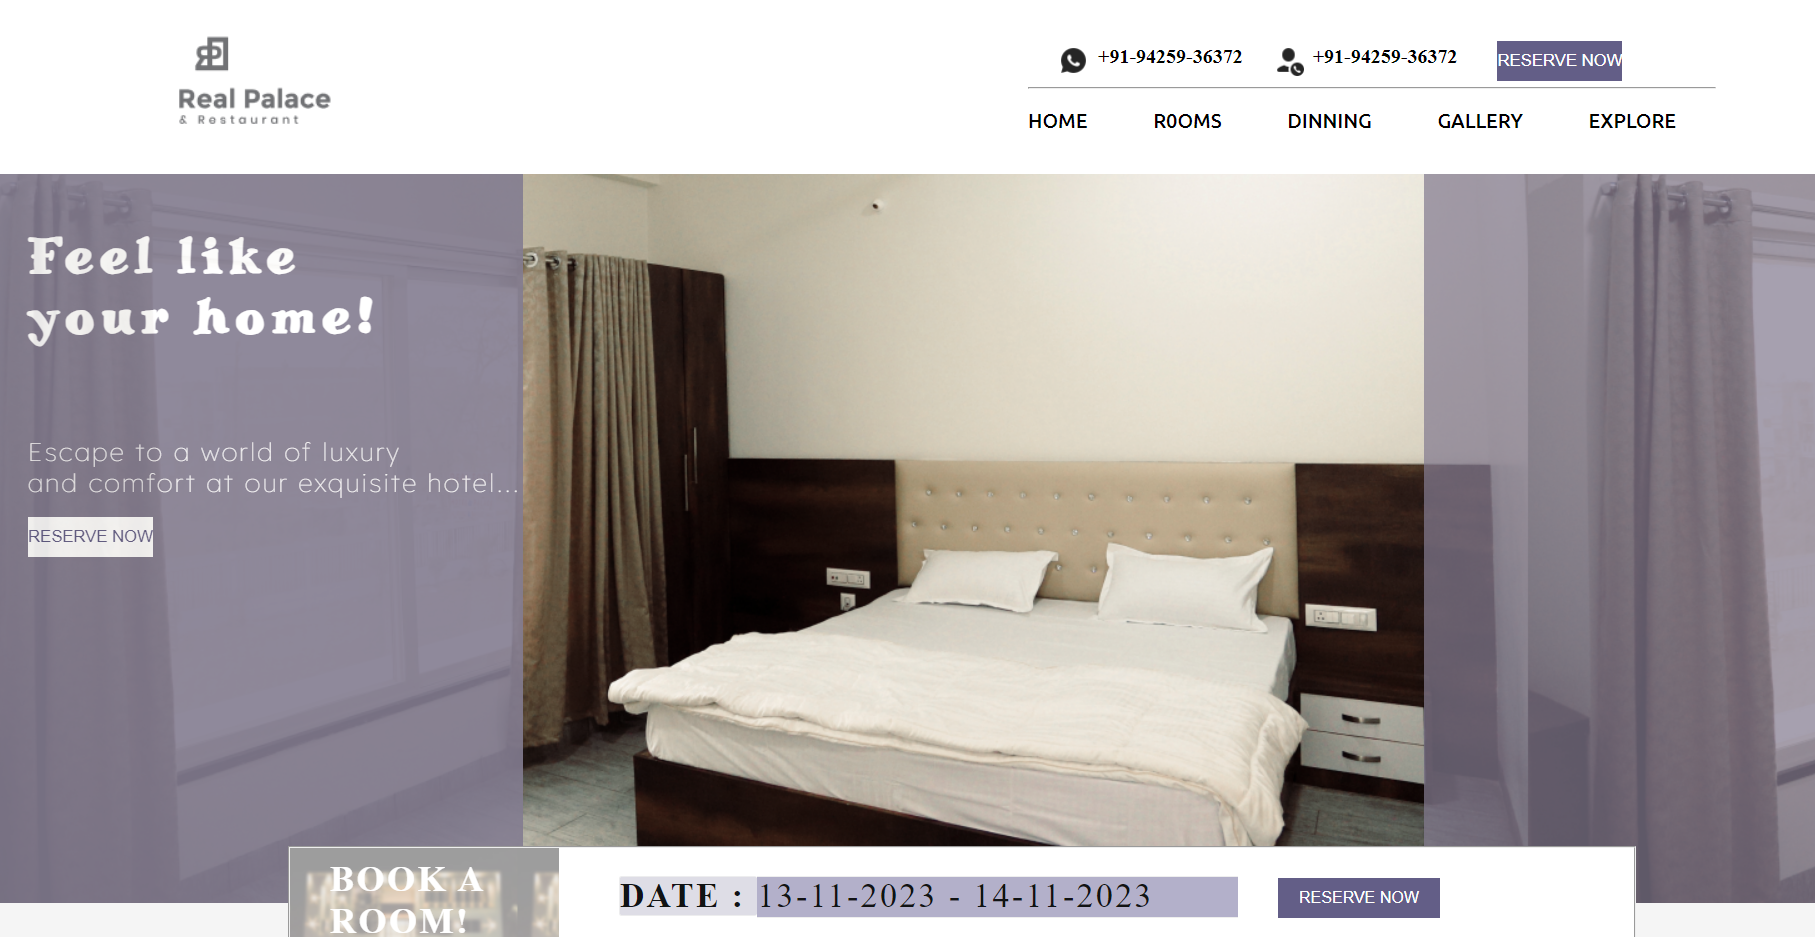 Real Palace
& Restaurant
+91-94259-36372
+91-94259-36372
RESERVE NOW
HOME
R0OMS
DINNING
GALLERY
EXPLORE
Feel like
your home!
Escape to a world of luxury
and comfort at our exquisite hotel...
RESERVE NOW
BOOK A
ROOM!
DATE : 13-11-2023 - 14-11-2023
RESERVE NOW